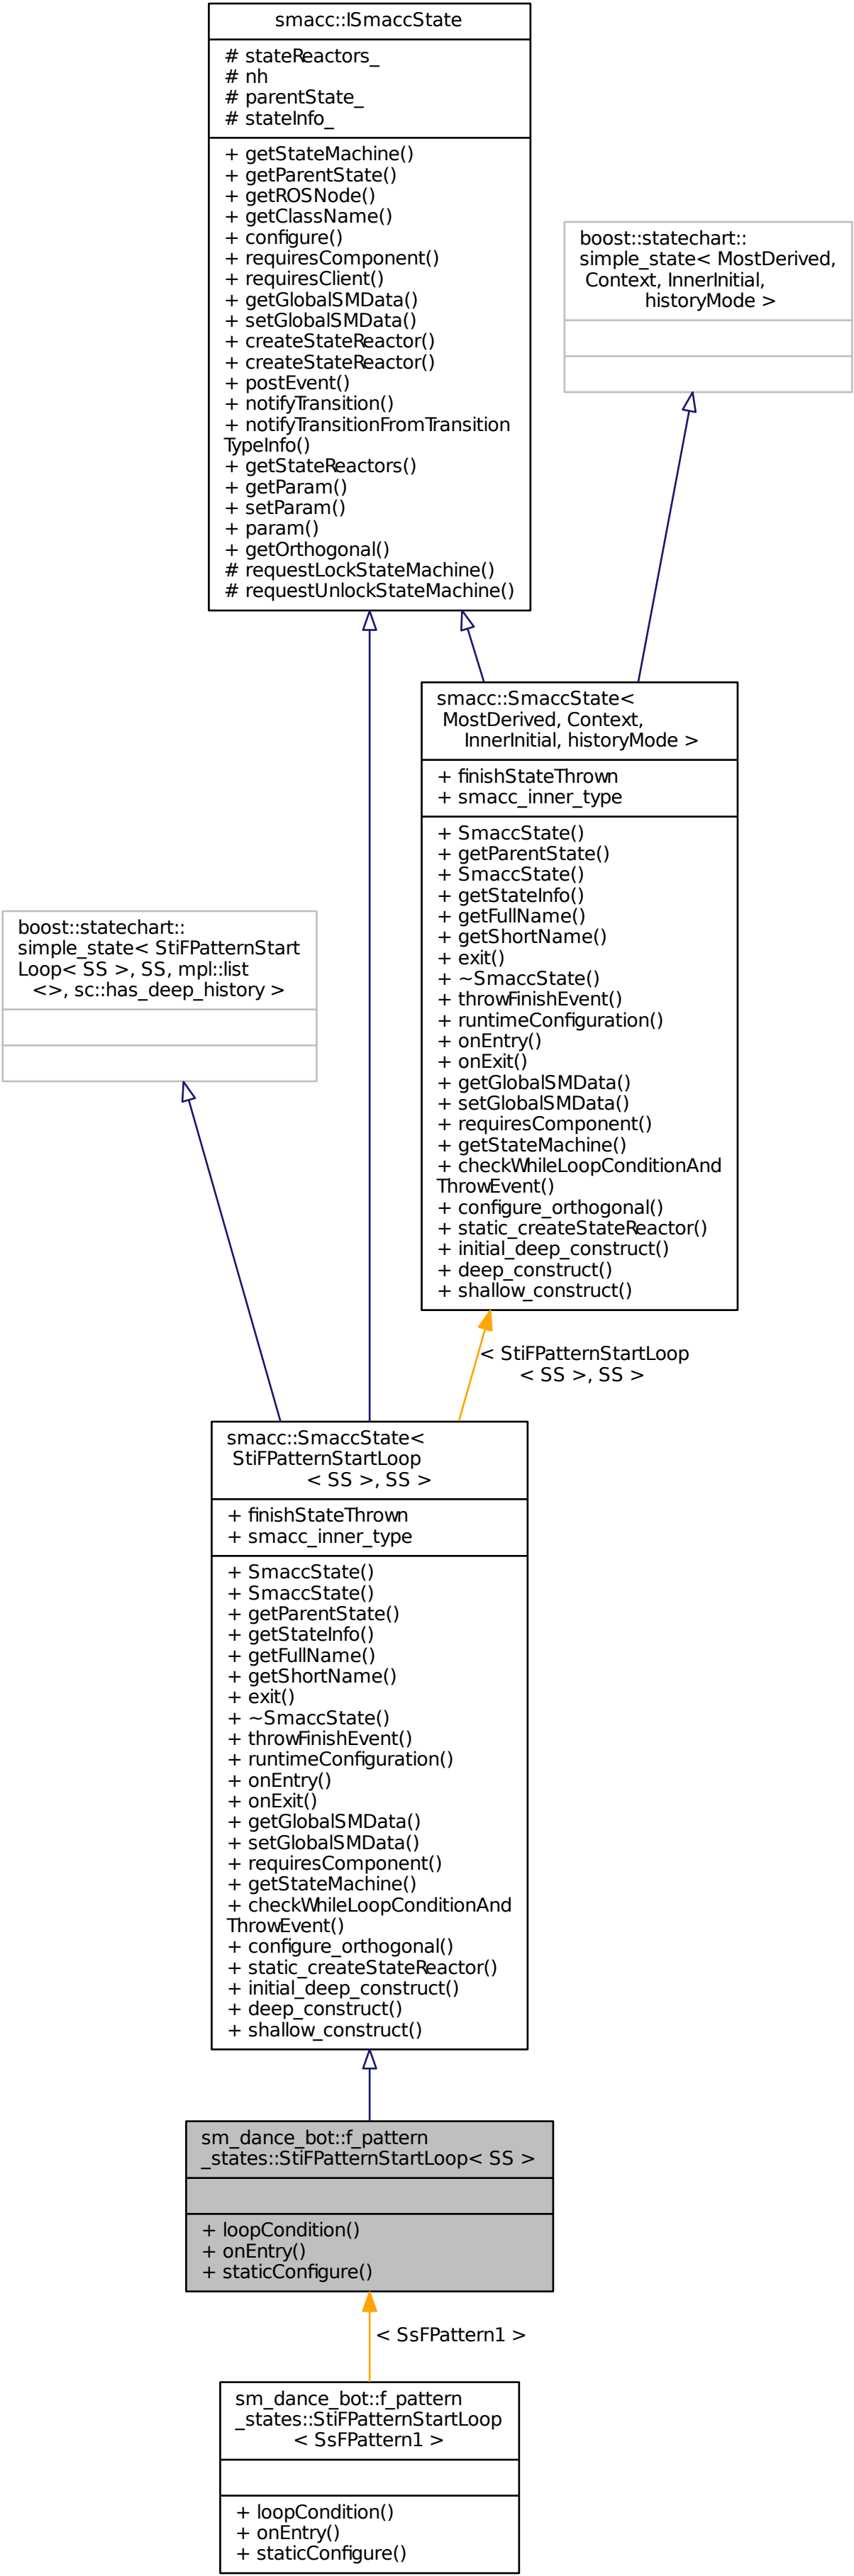 smacc::ISmaccState
# stateReactors_
# nh
# parentState_
# stateInfo_
+ getStateMachine()
+ getParentState()
+ getROSNode()
+ getClassName()
+ configure()
+ requiresComponent()
+ requiresClient()
+ getGlobalSMData()
+ setGlobalSMData()
+ createStateReactor()
+ createStateReactor()
+ postEvent()
+ notifyTransition()
+ notifyTransitionFromTransition
TypeInfo()
+ getStateReactors()
+ getParam()
+ setParam()
+ param()
+ getOrthogonal()
# requestLockStateMachine()
# requestUnlockStateMachine()
boost::statechart::
simple_state< MostDerived,
Context, InnerInitial,
historyMode >
smacc::SmaccState<
MostDerived, Context,
InnerInitial, historyMode >
+ finishStateThrown
+ smacc_inner_type
+ SmaccState()
+ getParentState()
+ SmaccState()
+ getStateInfo()
+ getFullName()
+ getShortName()
+ exit()
+ ~SmaccState()
+ throwFinishEvent()
+ runtimeConfiguration()
+ onEntry()
+ onExit()
+ getGlobalSMData()
+ setGlobalSMData()
+ requiresComponent()
+ getStateMachine()
+ checkWhileLoopConditionAnd
ThrowEvent()
+ configure_orthogonal()
+ static_createStateReactor()
+ initial_deep_construct()
+ deep_construct()
+ shallow_construct()
boost::statechart::
simple_state< StiFPatternStart
Loop< SS >, SS, mpl::list
<>, sc::has_deep_history >
< StiFPatternStartLoop
< SS >, SS >
smacc::SmaccState<
StiFPatternStartLoop
< SS >, SS >
+ finishStateThrown
+ smacc_inner_type
+ SmaccState()
+ SmaccState()
+ getParentState()
+ getStateInfo()
+ getFullName()
+ getShortName()
+ exit()
+ ~SmaccState()
+ throwFinishEvent()
+ runtimeConfiguration()
+ onEntry()
+ onExit()
+ getGlobalSMData()
+ setGlobalSMData()
+ requiresComponent()
+ getStateMachine()
+ checkWhileLoopConditionAnd
ThrowEvent()
+ configure_orthogonal()
+ static_createStateReactor()
+ initial_deep_construct()
+ deep_construct()
+ shallow_construct()
sm_dance_bot::f_pattern
_states::StiFPatternStartLoop< SS >
+ loopCondition()
+ onEntry()
+ staticConfigure()
< SsFPattern1 >
sm_dance_bot::f_pattern
_states::StiFPatternStartLoop
< SsFPattern1 >
+ loopCondition()
+ onEntry()
+ staticConfigure()